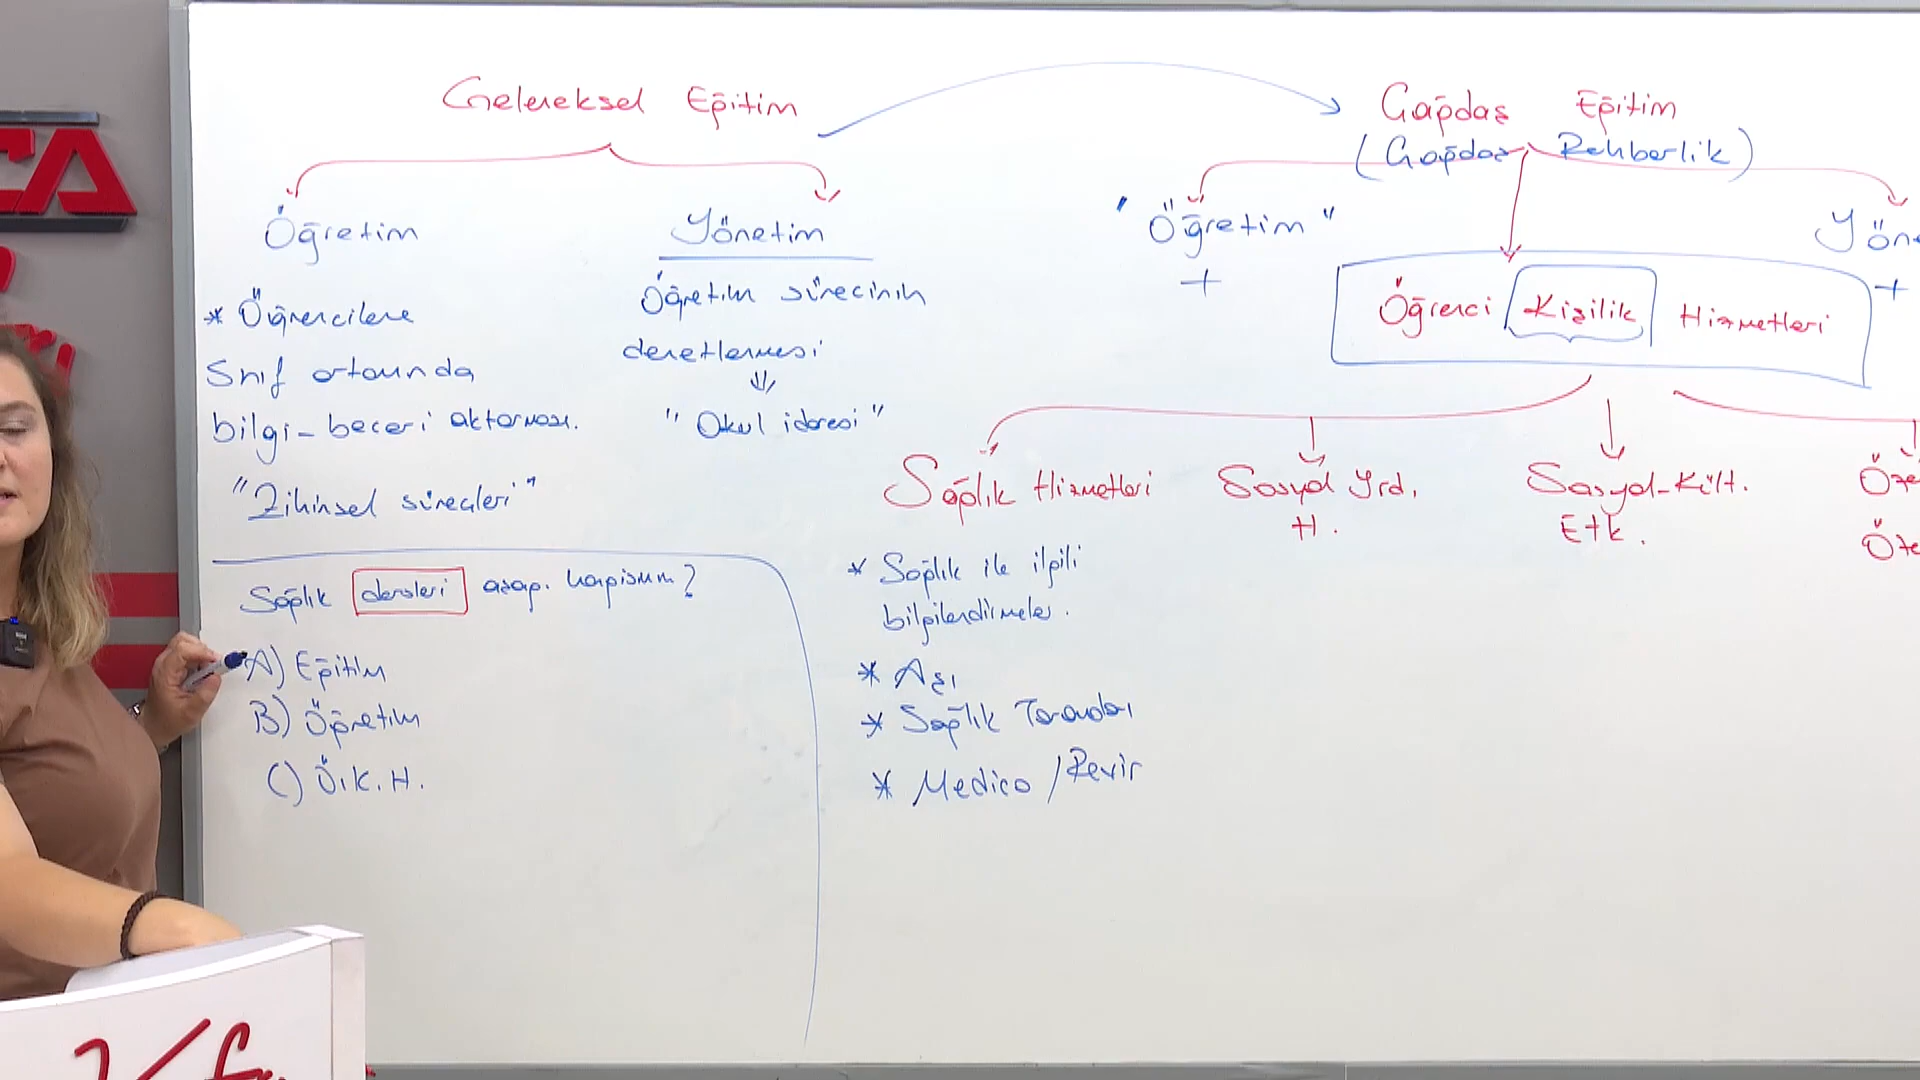 Geleneksel Eğitim
Öğretim
* Öğrencilere
Sınıf ortamında
bilgi-beceri aktarması.
"Zihinsel süreçleri"
Yönetim
Öğretim sürecinin
denetlenmesi
"Okul idaresi"
Çağdaş Eğitim
(Çağdaş Rehberlik)
"Öğretim"
+
Öğrenci Kişilik Hizmetleri
Yön
+
Sağlık Hizmetleri
* Sağlık ile ilgili
bilgilendirmeler.
* Aşı
* Sağlık Taramaları
* Medico / Revir
Sosyal Yrd.
H.
Sosyal-Kült.
Etk.
Öze
Öze
Sağlık dersleri aşağ. hangisinin?
A) Eğitim
B) Öğretim
C) Ö.K.H.
CA